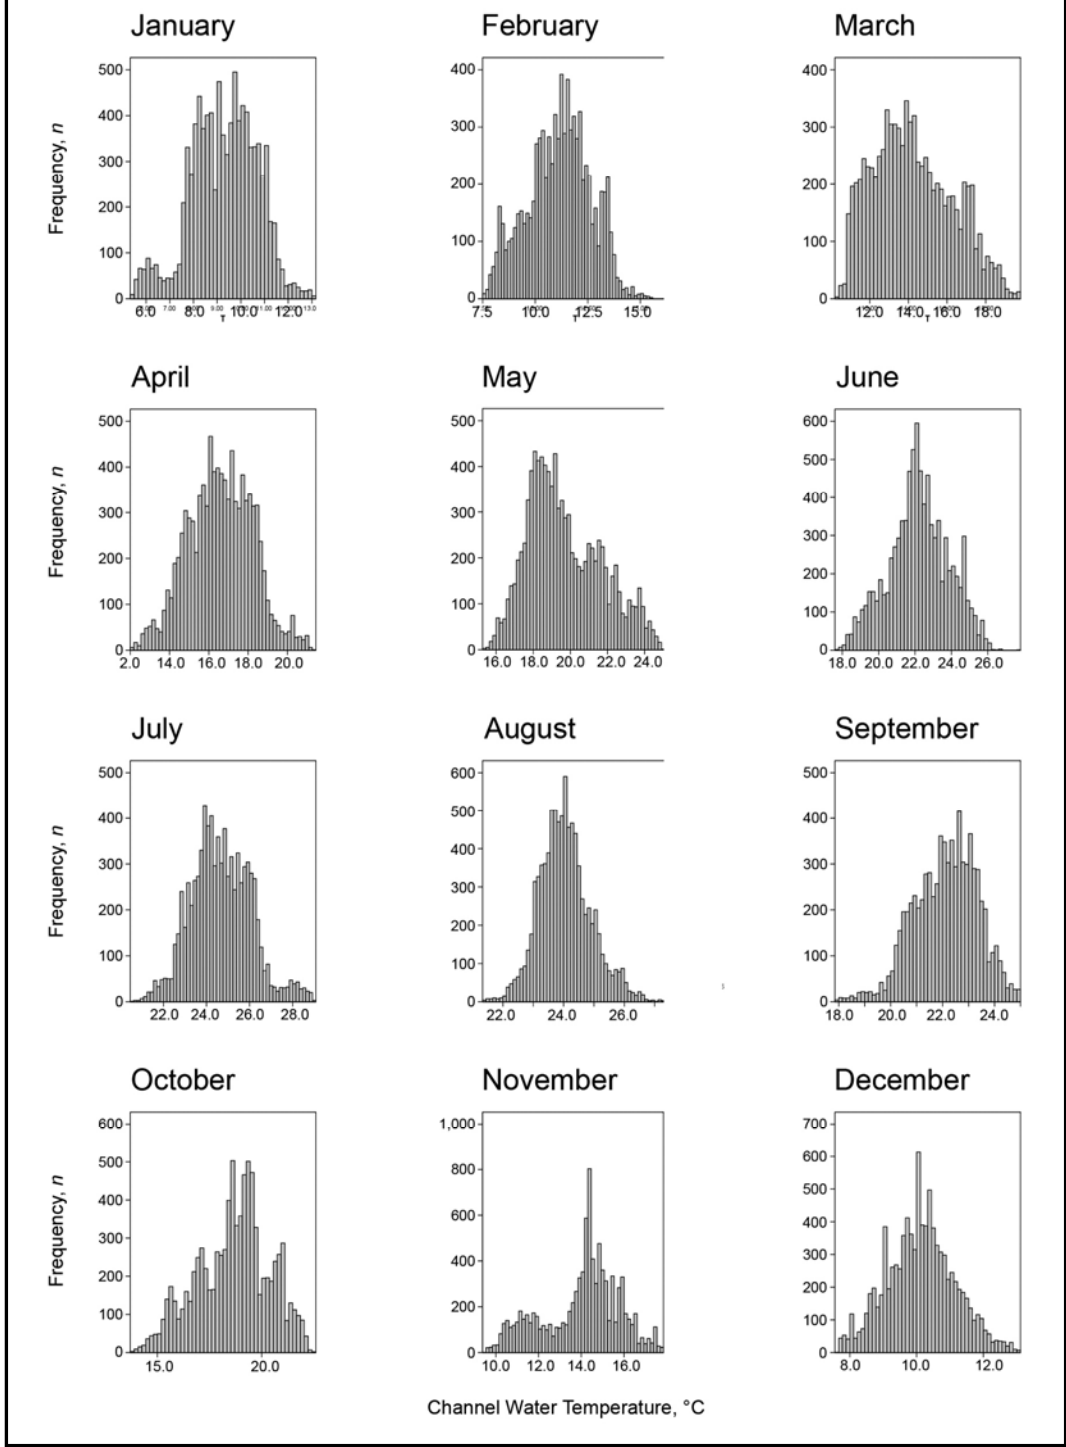 January February March
500 400 400
400 300 300
300 200 200
200 100 100
100 0 0
0
6.0 8.0 10.0 12.0 7.5 10.0 12.5 15.0 12.0 14.0 16.0 18.0
7.00 9.00 11.00 13.0
T T T
Frequency, n
April May June
500 500 600
400 400 500
300 300 400
200 200 300
100 100 200
0 0 100
0
2.0 14.0 16.0 18.0 20.0 16.0 18.0 20.0 22.0 24.0 18.0 20.0 22.0 24.0 26.0
Frequency, n
July August September
500 600 500
400 500 400
300 400 300
200 300 200
100 200 100
0 100 0
0
22.0 24.0 26.0 28.0 22.0 24.0 26.0 18.0 20.0 22.0 24.0
Frequency, n
October November December
600 1,000 700
500 800 600
400 600 500
300 400 400
200 200 300
100 0 200
0 100
0
15.0 20.0 10.0 12.0 14.0 16.0 8.0 10.0 12.0
Frequency, n
Channel Water Temperature, °C